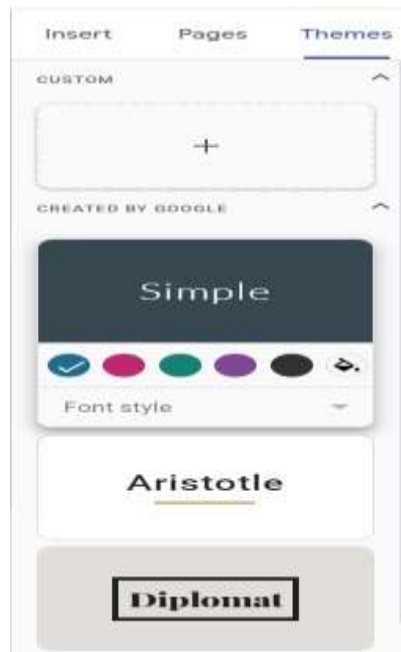 Insert Pages Themes
CUSTOM
CREATED BY GOOGLE
Simple
Font style
Aristotle
Diplomat